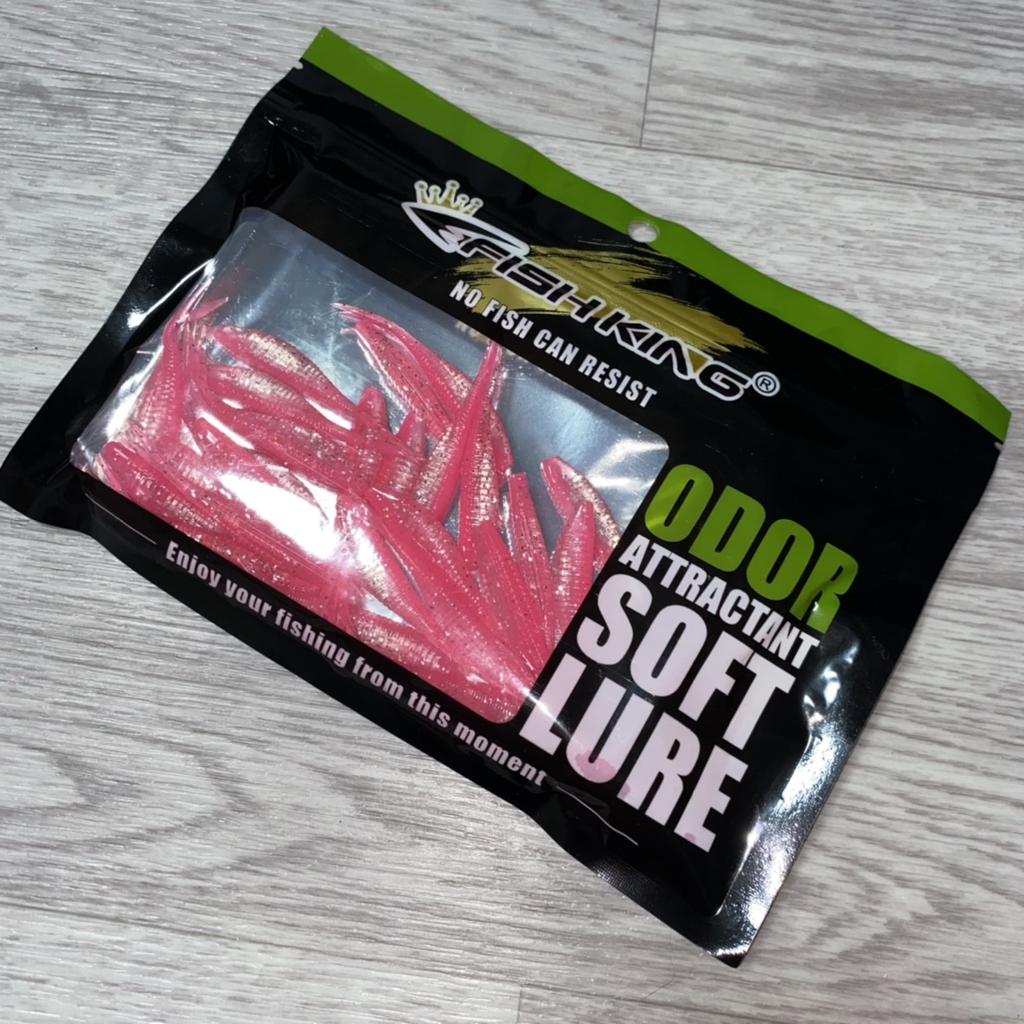 FISH KING®
NO FISH CAN RESIST
ODOR
ATTRACTANT
SOFT
LURE
Enjoy your fishing from this moment